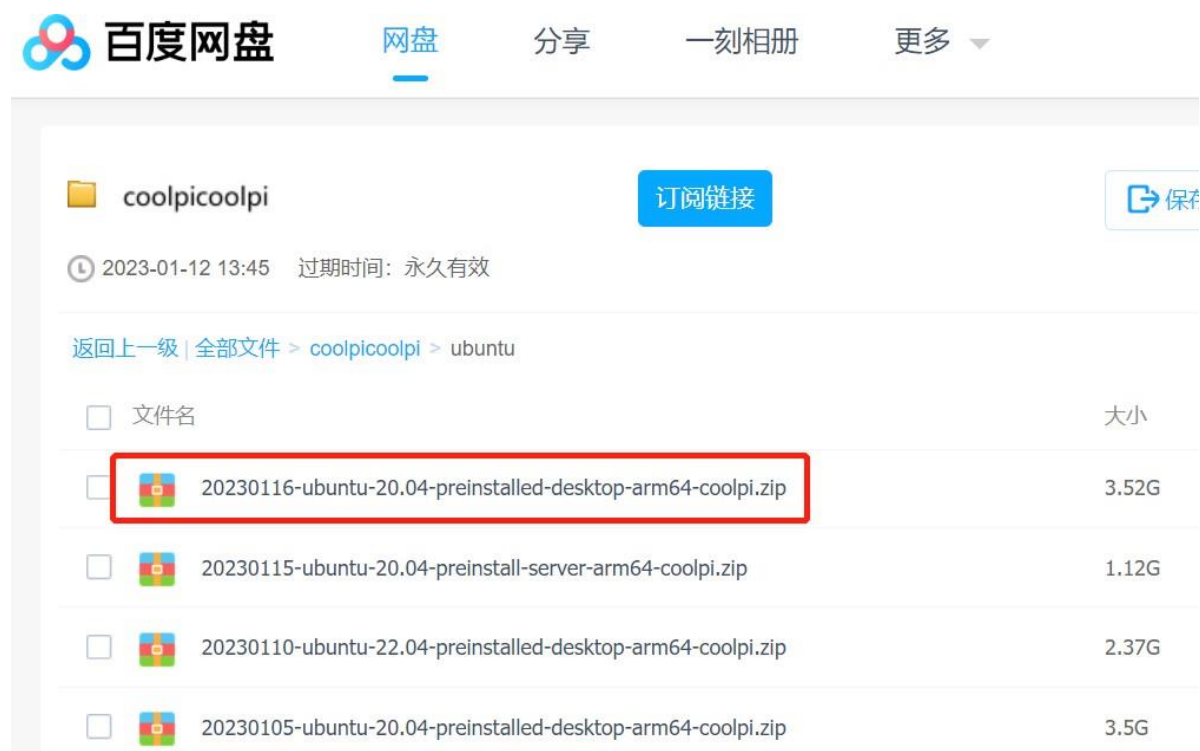 百度网盘 网盘 分享 一刻相册 更多
coolpicoolpi 订阅链接 保存
2023-01-12 13:45 过期时间：永久有效
返回上一级 | 全部文件 > coolpicoolpi > ubuntu
文件名 大小
20230116-ubuntu-20.04-preinstalled-desktop-arm64-coolpi.zip 3.52G
20230115-ubuntu-20.04-preinstall-server-arm64-coolpi.zip 1.12G
20230110-ubuntu-22.04-preinstalled-desktop-arm64-coolpi.zip 2.37G
20230105-ubuntu-20.04-preinstalled-desktop-arm64-coolpi.zip 3.5G